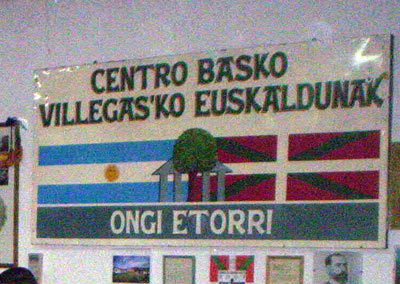 CENTRO BASKO
VILLEGAS'KO EUSKALDUNAK
ONGI ETORRI